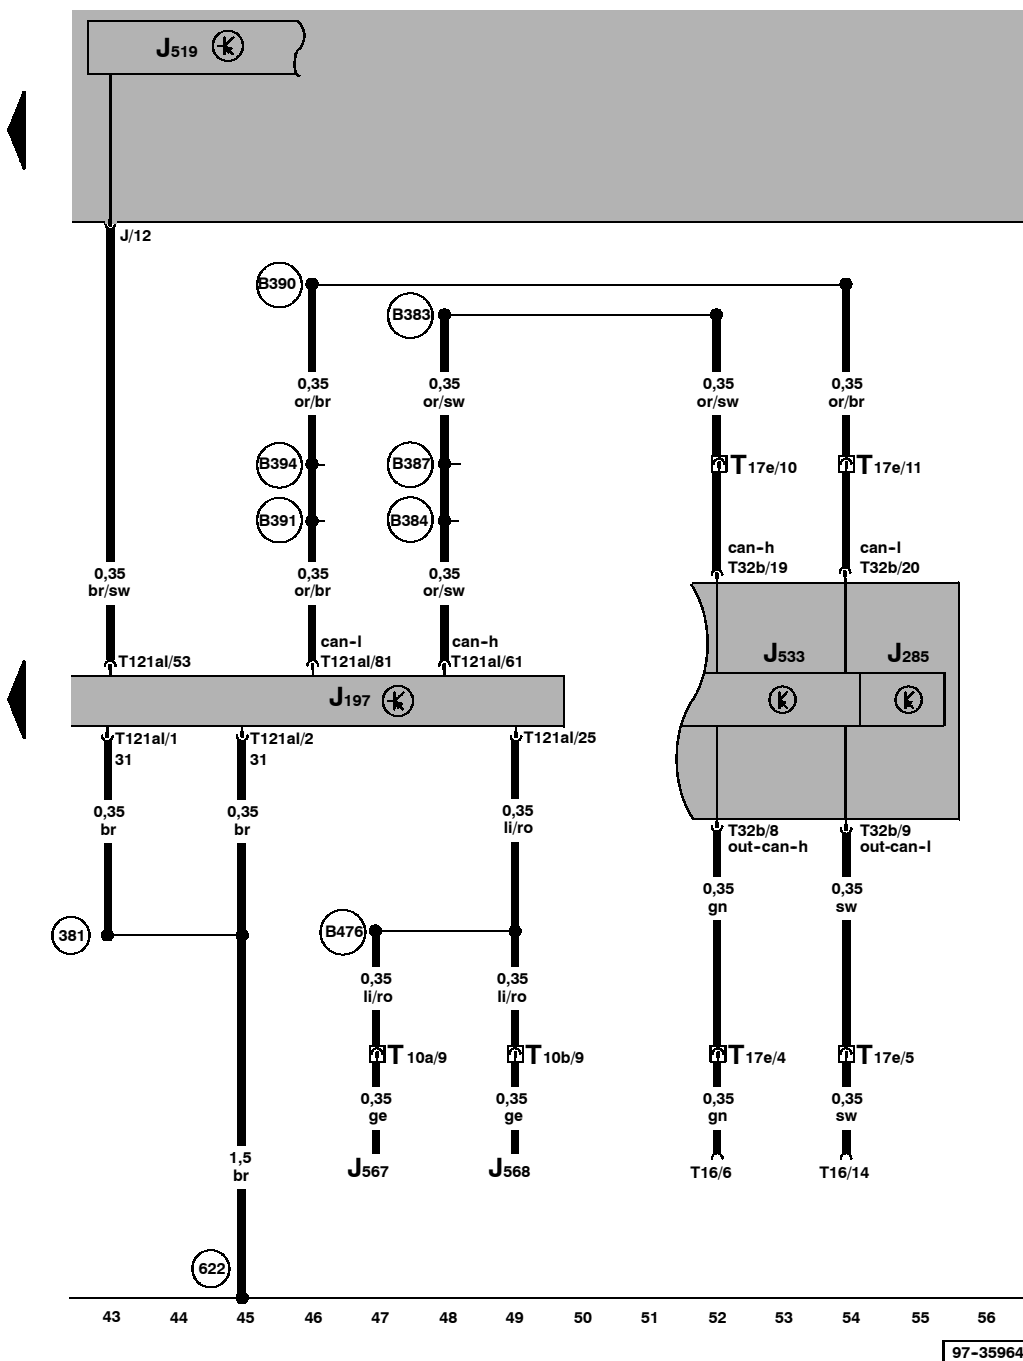 J519
J/12
B390
B383
0,35
or/br
0,35
or/sw
0,35
or/sw
0,35
or/br
B394
B387
T17e/10
T17e/11
B391
B384
can-h
T32b/19
can-l
T32b/20
0,35
br/sw
0,35
or/br
0,35
or/sw
can-l
T121al/81
can-h
T121al/61
T121al/53
J533
J285
J197
T121al/1
31
T121al/2
31
T121al/25
0,35
br
0,35
br
0,35
li/ro
T32b/8
out-can-h
T32b/9
out-can-l
0,35
gn
0,35
sw
381
B476
0,35
li/ro
0,35
li/ro
T10a/9
T10b/9
T17e/4
T17e/5
0,35
ge
0,35
ge
0,35
gn
0,35
sw
J567
J568
T16/6
T16/14
1,5
br
622
43 44 45 46 47 48 49 50 51 52 53 54 55 56
97-35964